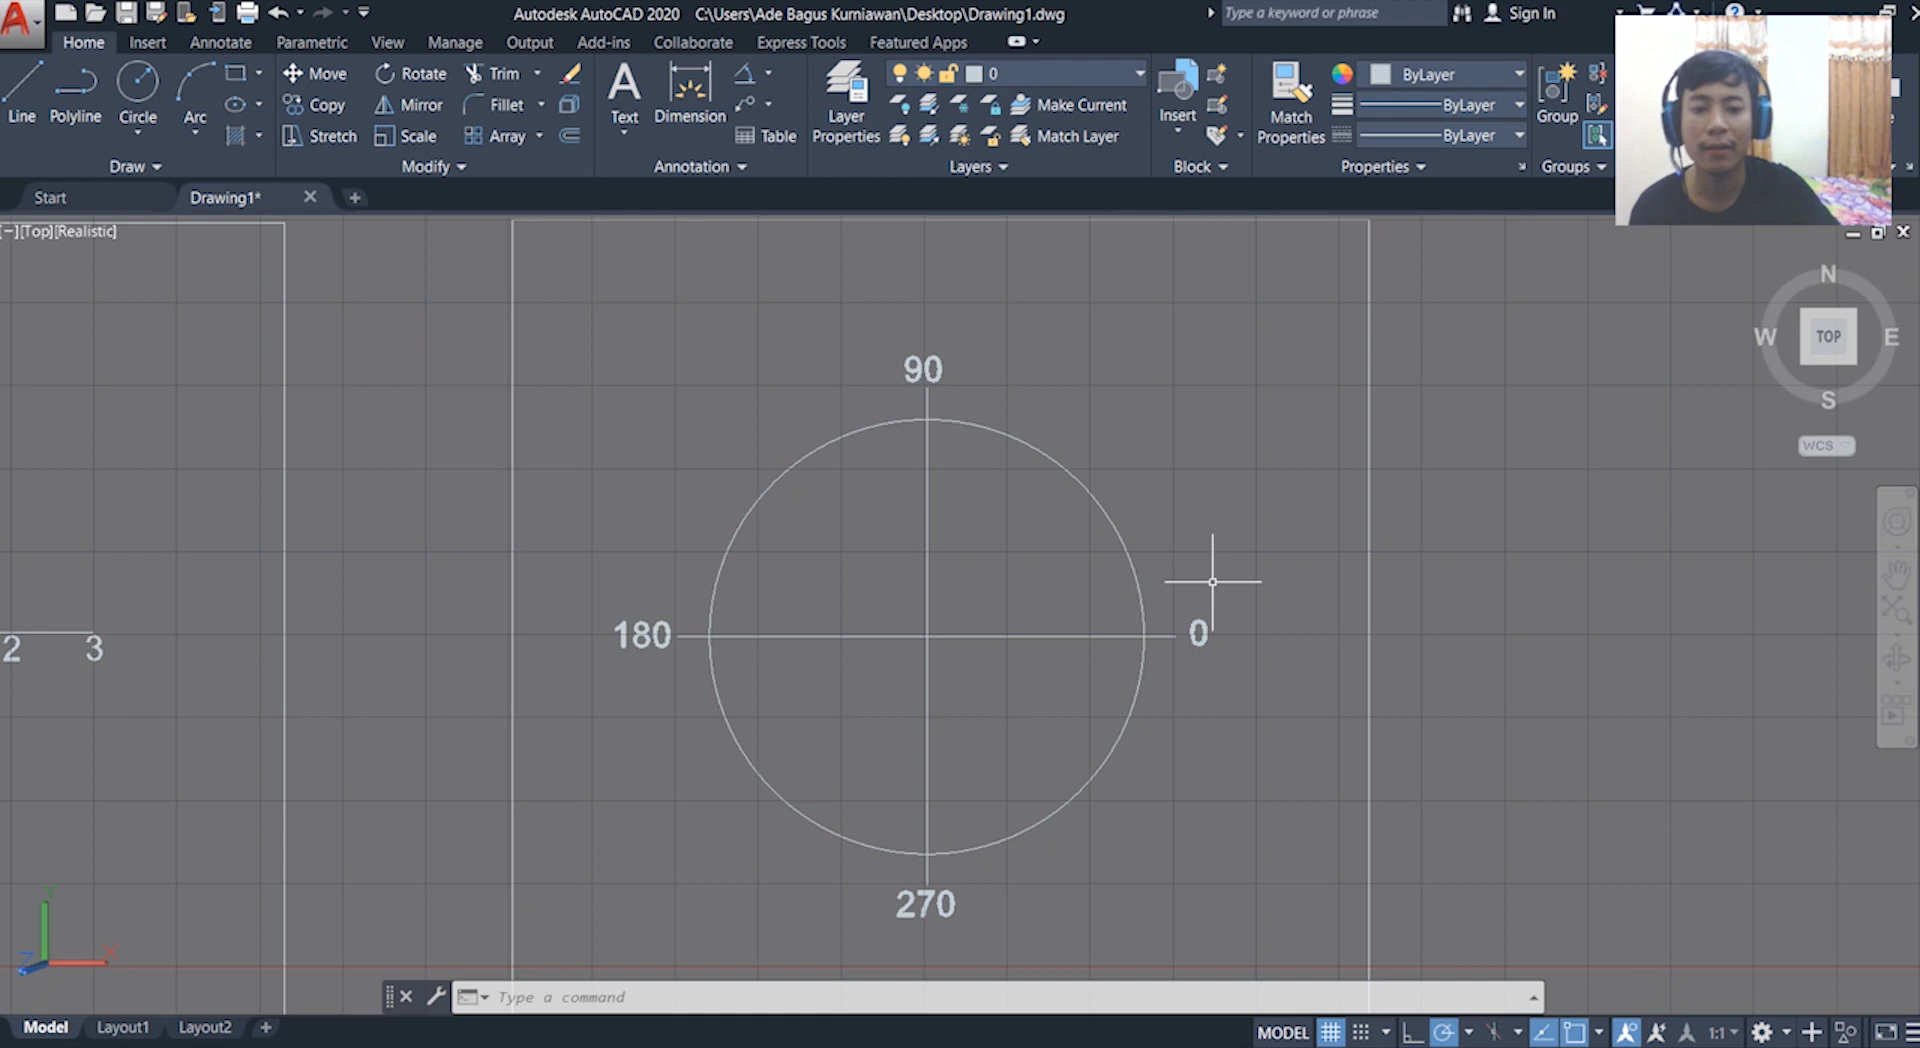 Autodesk AutoCAD 2020 C:\Users\Ade Bagus Kurniawan\Desktop\Drawing1.dwg
Type a keyword or phrase
Sign In
Home Insert Annotate Parametric View Manage Output Add-ins Collaborate Express Tools Featured Apps
Line Polyline Circle Arc
Move Rotate Trim
Copy Mirror Fillet
Stretch Scale Array
Text Dimension Table
Layer Properties
0
Make Current
Match Layer
Insert
Match Properties
ByLayer
ByLayer
ByLayer
Group
Draw Modify Annotation Layers Block Properties Groups
Start Drawing1*
[−][Top][Realistic]
N
W TOP E
S
WCS
90
180 0
270
2 3
Y
X
Z
Type a command
Model Layout1 Layout2
MODEL 1:1